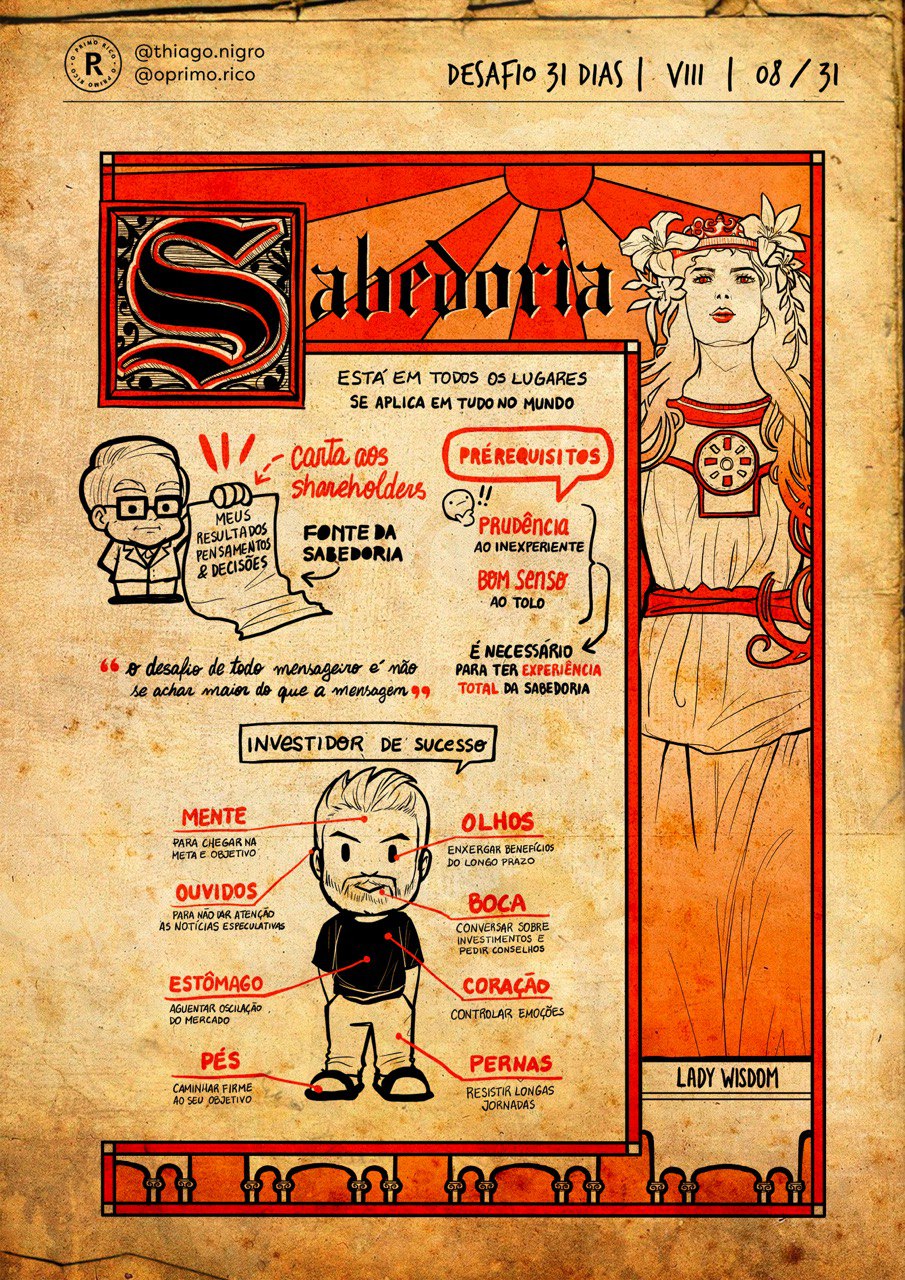 O PRIMO RICO · O PRIMO RICO ·
R
@thiago.nigro
@oprimo.rico
DESAFIO 31 DIAS | VIII | 08 / 31
Sabedoria
ESTÁ EM TODOS OS LUGARES
SE APLICA EM TUDO NO MUNDO
carta aos
shareholders
MEUS
RESULTADOS
PENSAMENTOS
& DECISÕES
FONTE DA
SABEDORIA
PRÉREQUISITOS
!!
PRUDÊNCIA
AO INEXPERIENTE
BOM SENSO
AO TOLO
É NECESSÁRIO
PARA TER EXPERIÊNCIA
TOTAL DA SABEDORIA
“ o desafio de todo mensageiro é não
se achar maior do que a mensagem ”
INVESTIDOR DE SUCESSO
MENTE
PARA CHEGAR NA
META E OBJETIVO
OLHOS
ENXERGAR BENEFÍCIOS
DO LONGO PRAZO
OUVIDOS
PARA NÃO DAR ATENÇÃO
ÀS NOTÍCIAS ESPECULATIVAS
BOCA
CONVERSAR SOBRE
INVESTIMENTOS E
PEDIR CONSELHOS
ESTÔMAGO
AGUENTAR OSCILAÇÃO
DO MERCADO
CORAÇÃO
CONTROLAR EMOÇÕES
PÉS
CAMINHAR FIRME
AO SEU OBJETIVO
PERNAS
RESISTIR LONGAS
JORNADAS
LADY WISDOM